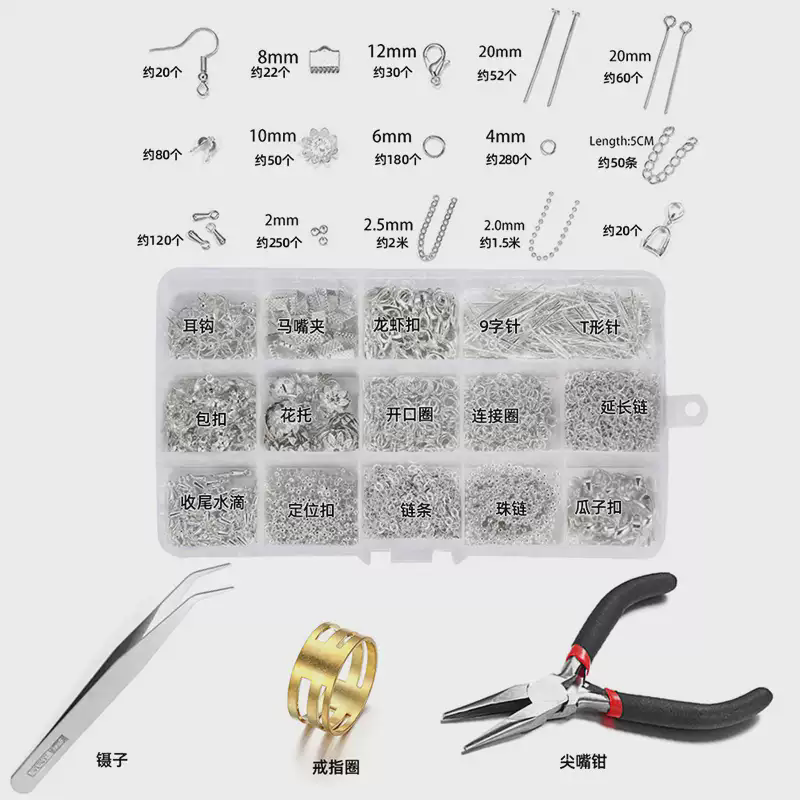 约20个
8mm
约22个
12mm
约30个
20mm
约52个
20mm
约60个
约80个
10mm
约50个
6mm
约180个
4mm
约280个
Length:5CM
约50条
约120个
2mm
约250个
2.5mm
约2米
2.0mm
约1.5米
约20个
耳钩
马嘴夹
龙虾扣
9字针
T形针
包扣
花托
开口圈
连接圈
延长链
收尾水滴
定位扣
链条
珠链
瓜子扣
镊子
戒指圈
尖嘴钳